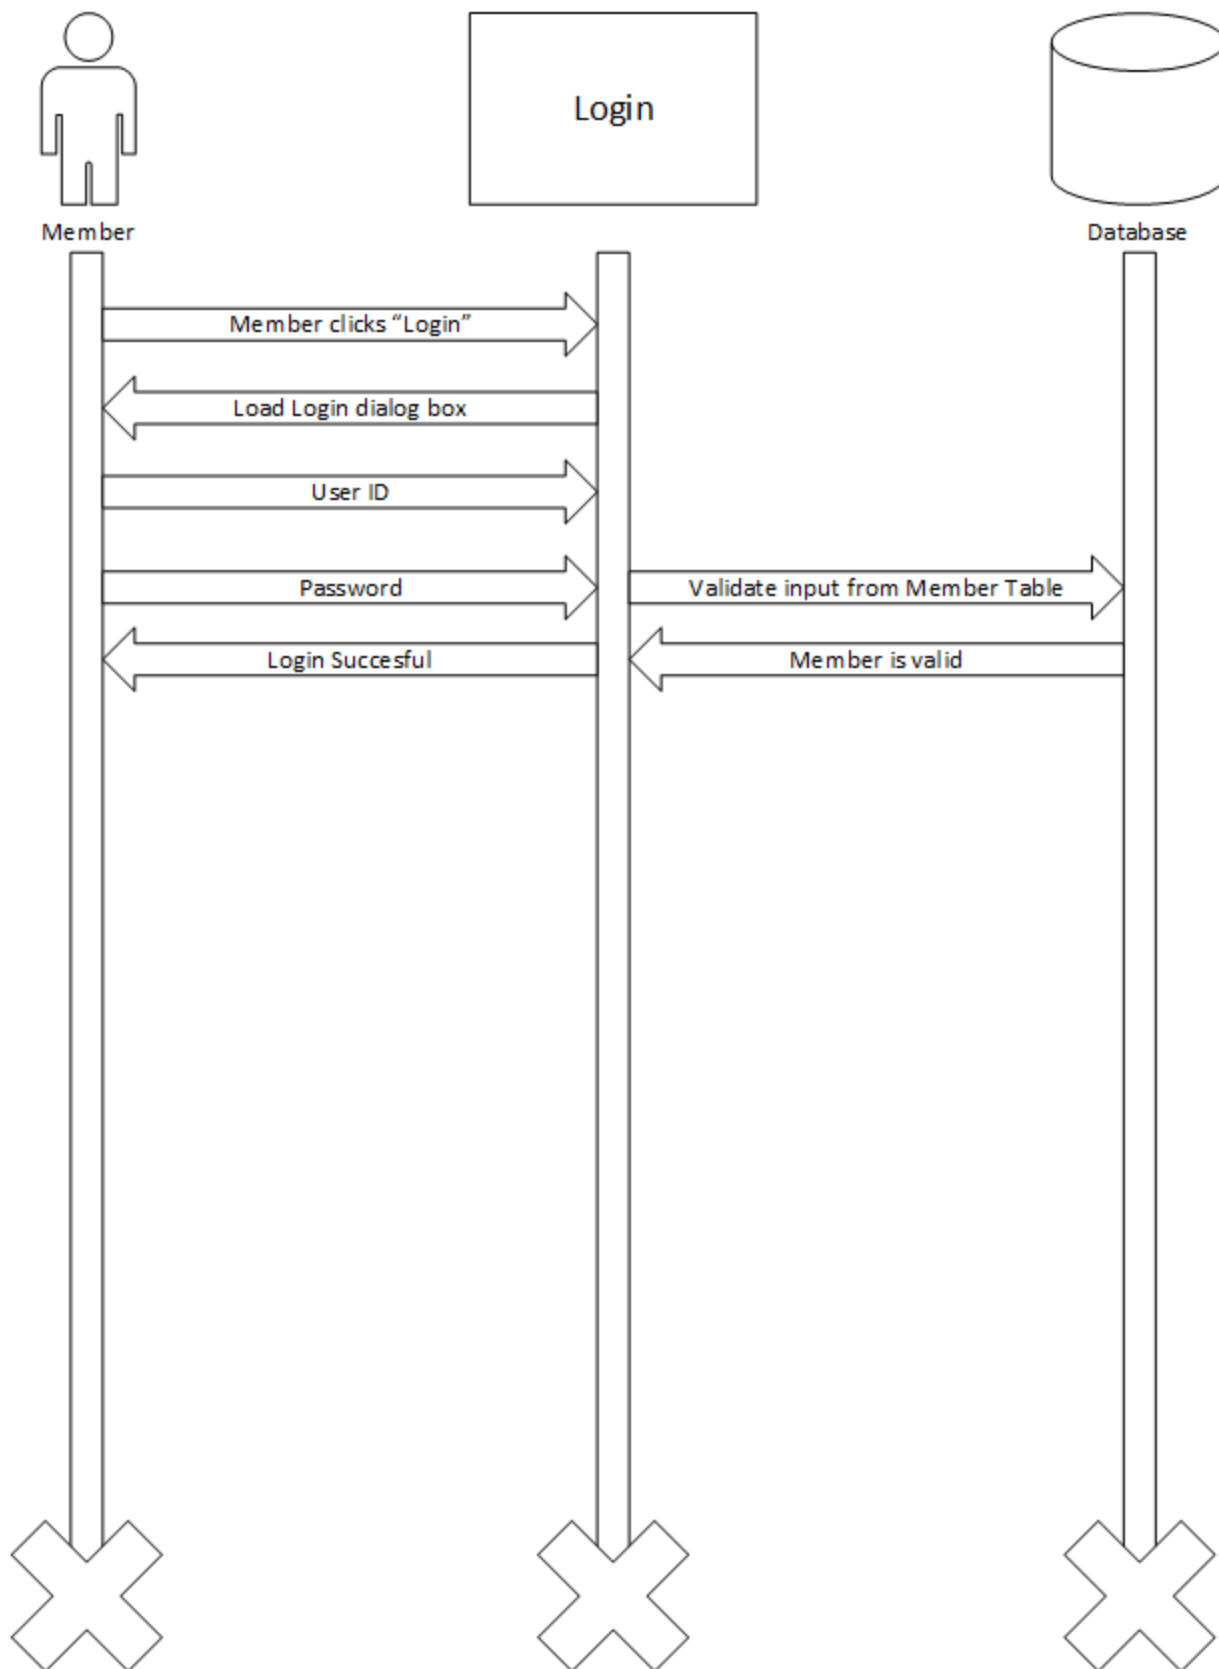 Login
Member
Database
Member clicks “Login”
Load Login dialog box
User ID
Password
Validate input from Member Table
Login Succesful
Member is valid